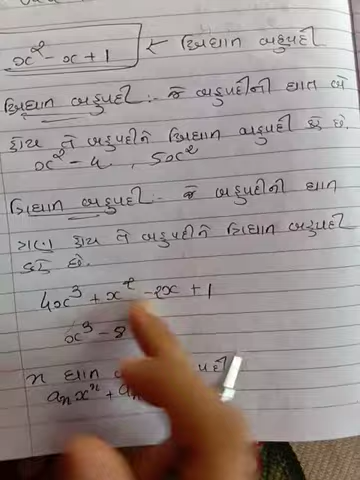 x² - x + 1 ← દ્વિઘાત બહુપદી
દ્વિઘાત બહુપદી :- જે બહુપદીની ઘાત બે
હોય તે બહુપદીને દ્વિઘાત બહુપદી કહે છે.
x² - 4, 5x²
ત્રિઘાત બહુપદી :- જે બહુપદીની ઘાત
ત્રણ હોય તે બહુપદીને ત્રિઘાત બહુપદી
કહે છે.
4x³ + x² - 2x + 1
x³ - 8
n ઘાત
aₙxⁿ +